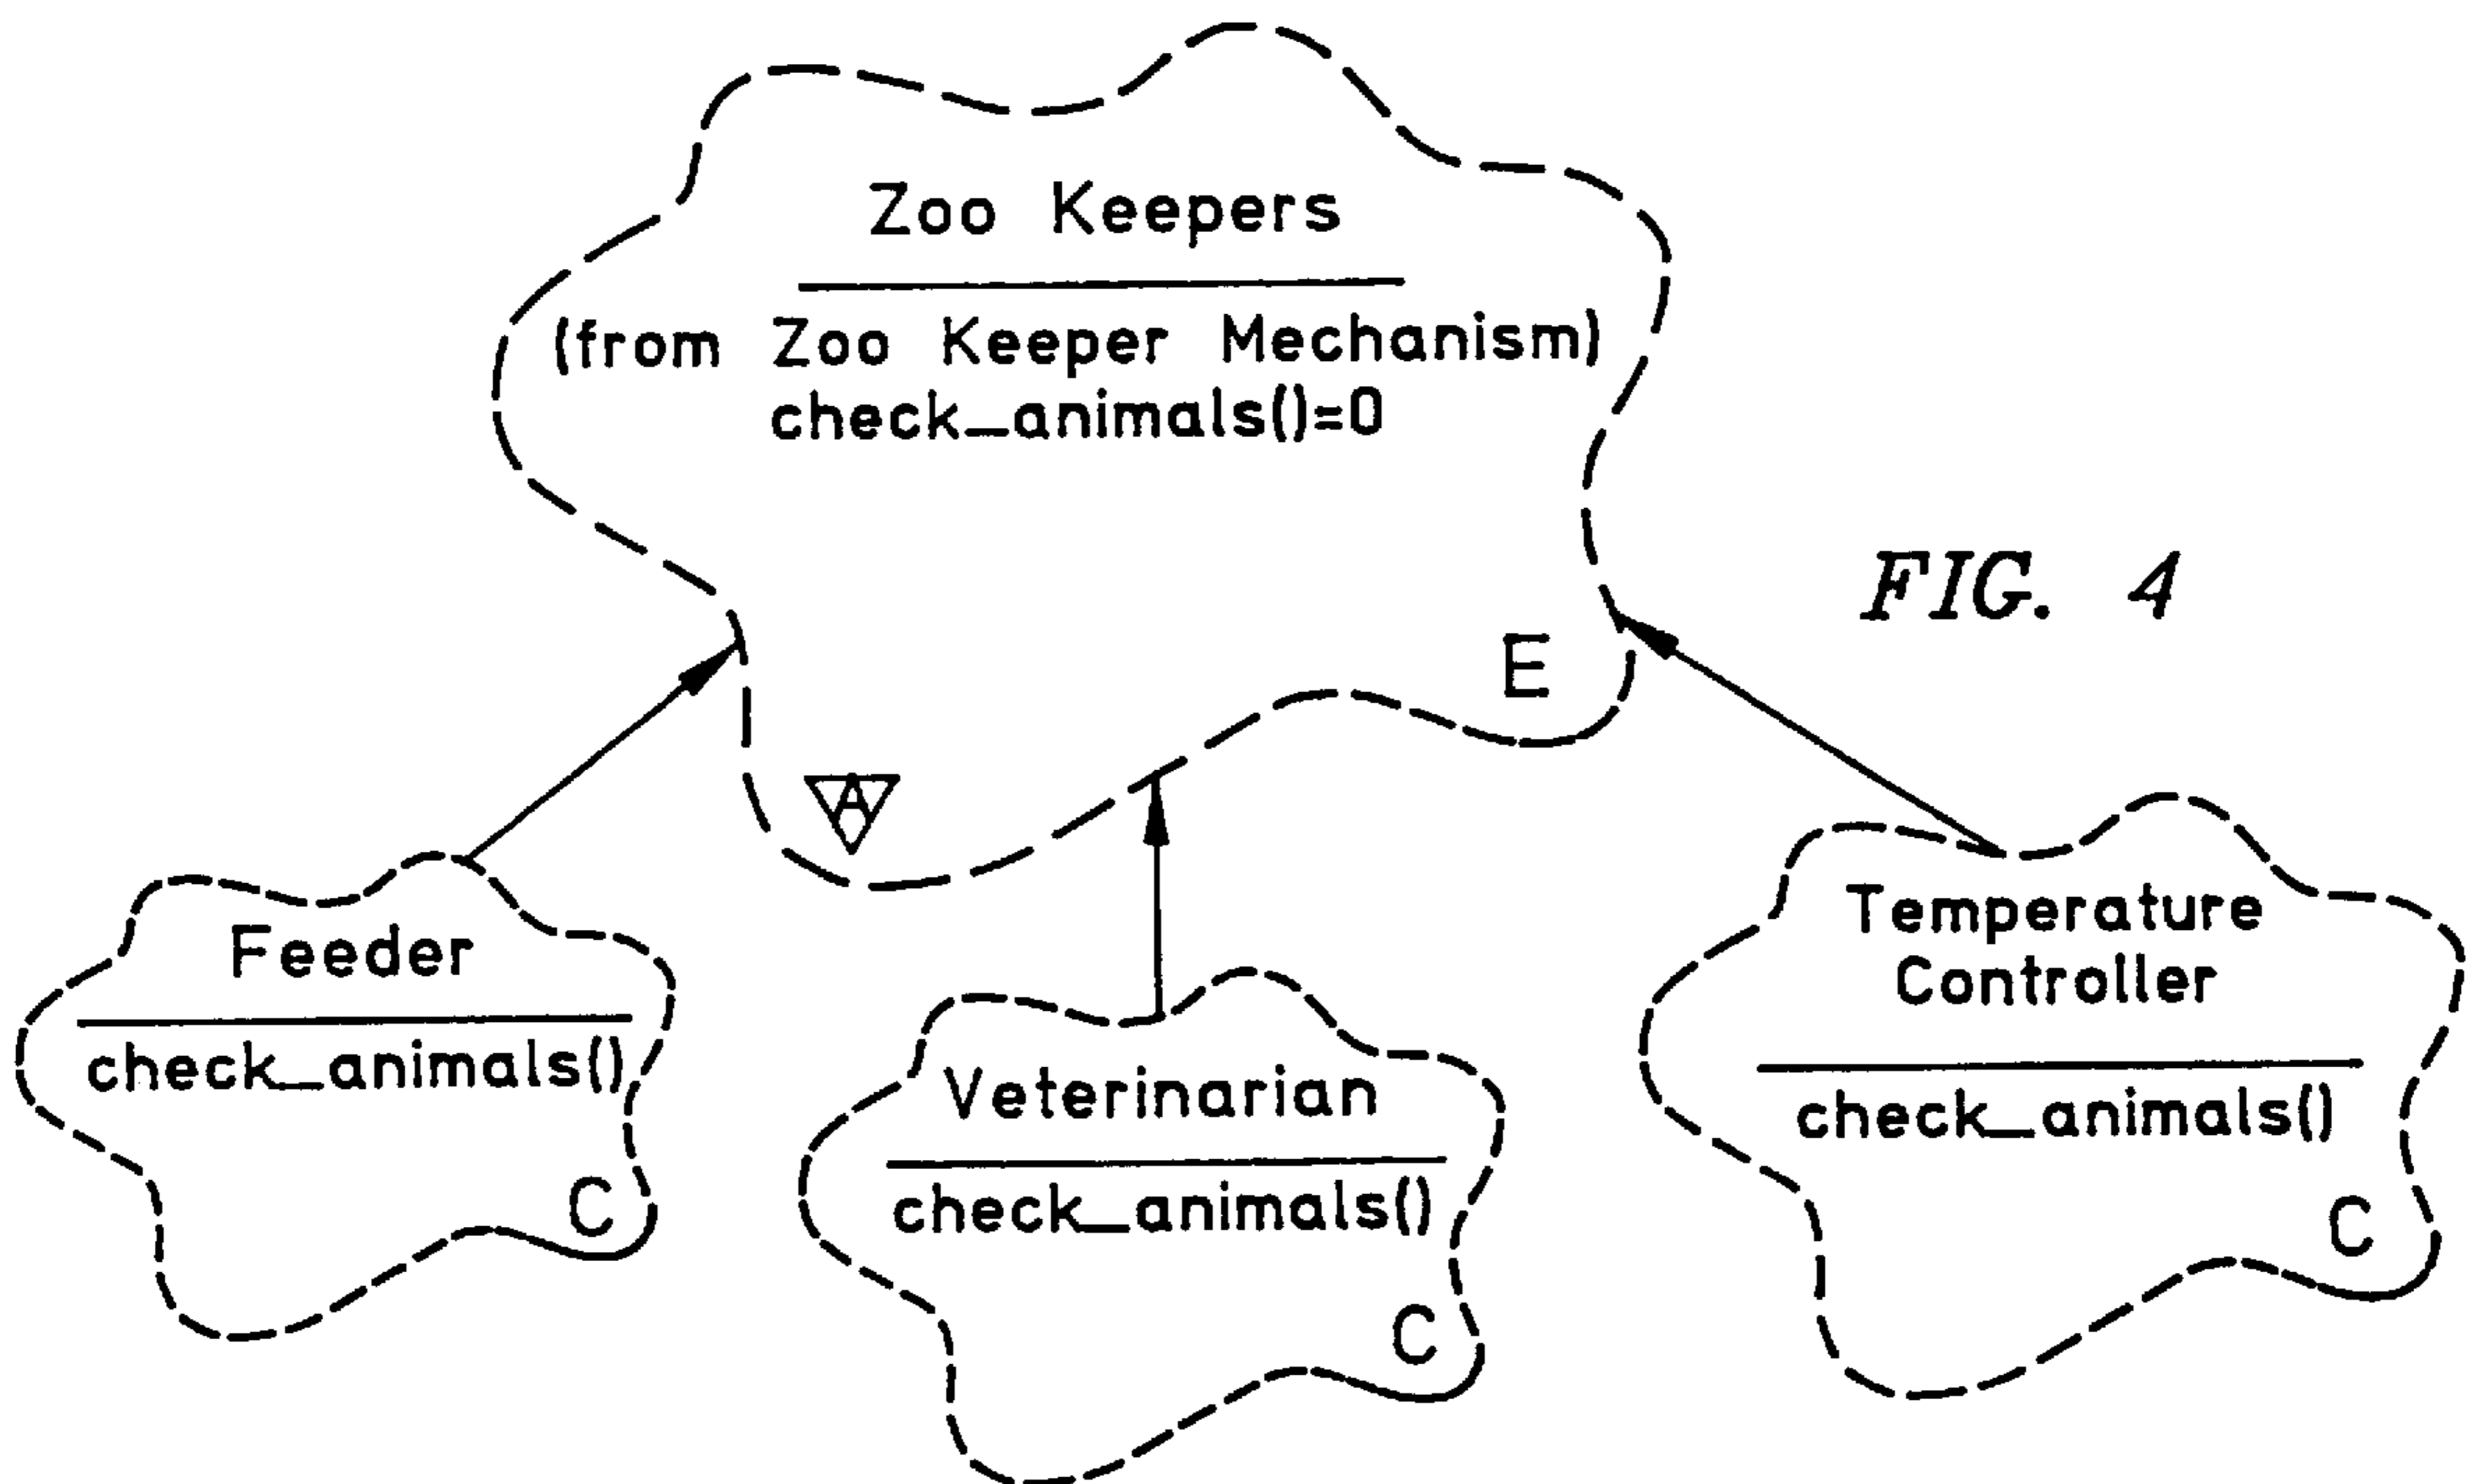 Zoo Keepers
(from Zoo Keeper Mechanism)
check_animals()=0
E
A
FIG. 4
Feeder
check_animals()
C
Veterinarian
check_animals()
C
Temperature
Controller
check_animals()
C